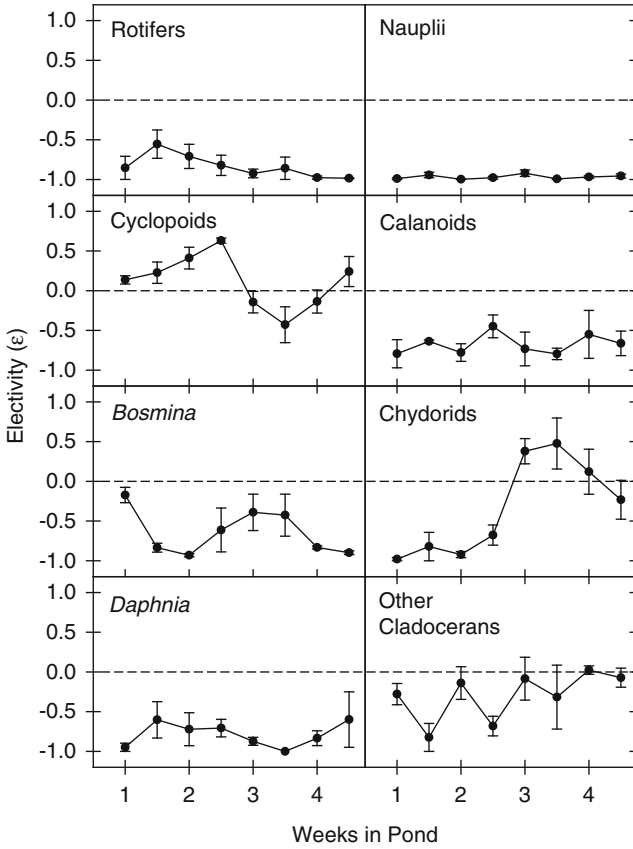 Rotifers
Nauplii
1.0
0.5
0.0
-0.5
-1.0
Cyclopoids
Calanoids
1.0
0.5
0.0
-0.5
-1.0
Bosmina
Chydorids
1.0
0.5
0.0
-0.5
-1.0
Daphnia
Other
Cladocerans
1.0
0.5
0.0
-0.5
-1.0
Electivity (ε)
1 2 3 4 1 2 3 4
Weeks in Pond